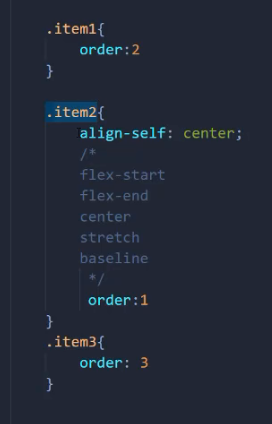 .item1{
order:2
}
.item2{
align-self: center;
/*
flex-start
flex-end
center
stretch
baseline
*/
order:1
}
.item3{
order: 3
}